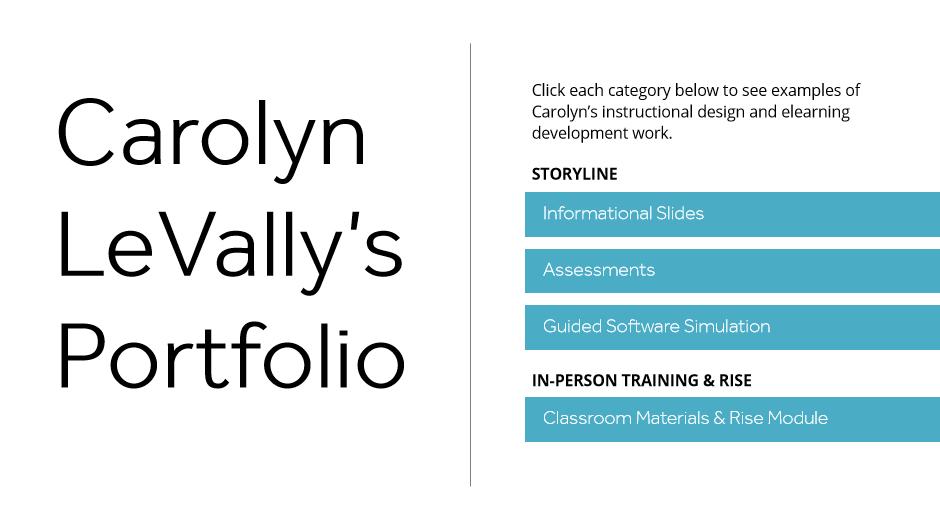 Carolyn
LeVally’s
Portfolio
Click each category below to see examples of
Carolyn’s instructional design and elearning
development work.
STORYLINE
Informational Slides
Assessments
Guided Software Simulation
IN-PERSON TRAINING & RISE
Classroom Materials & Rise Module